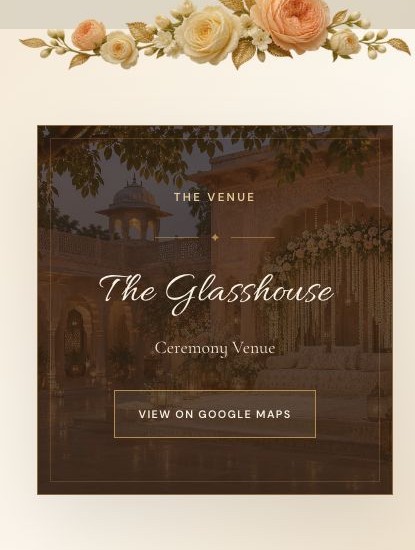 THE VENUE
The Glasshouse
Ceremony Venue
VIEW ON GOOGLE MAPS